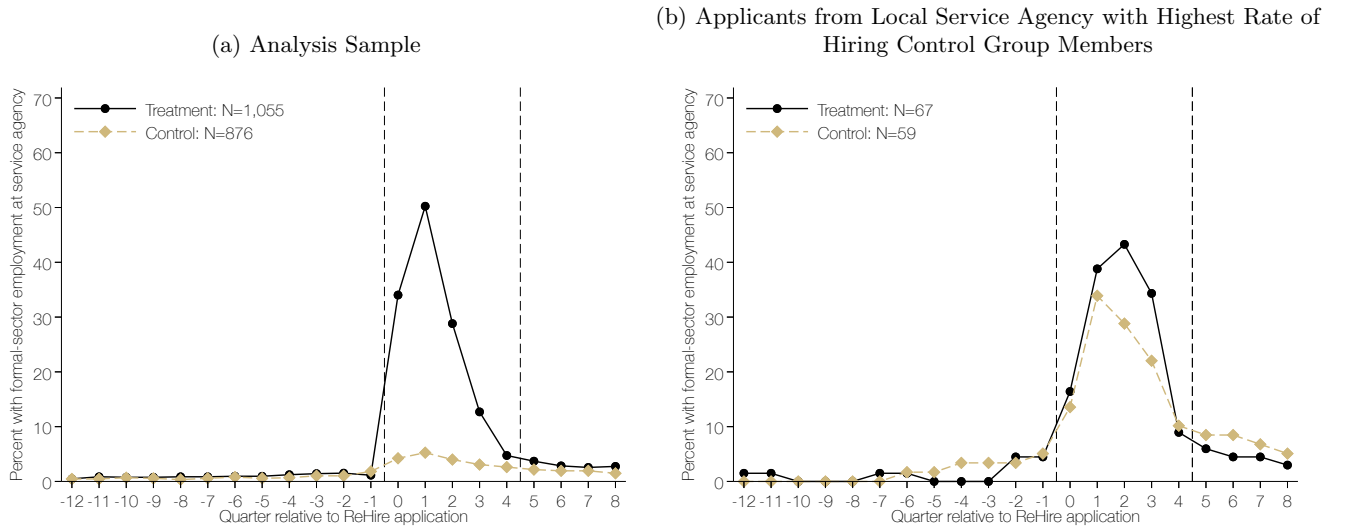 (a) Analysis Sample
Percent with formal-sector employment at service agency
70
60
50
40
30
20
10
0
Treatment: N=1,055
Control: N=876
-12 -11 -10 -9 -8 -7 -6 -5 -4 -3 -2 -1 0 1 2 3 4 5 6 7 8
Quarter relative to ReHire application
(b) Applicants from Local Service Agency with Highest Rate of
Hiring Control Group Members
Percent with formal-sector employment at service agency
70
60
50
40
30
20
10
0
Treatment: N=67
Control: N=59
-12 -11 -10 -9 -8 -7 -6 -5 -4 -3 -2 -1 0 1 2 3 4 5 6 7 8
Quarter relative to ReHire application